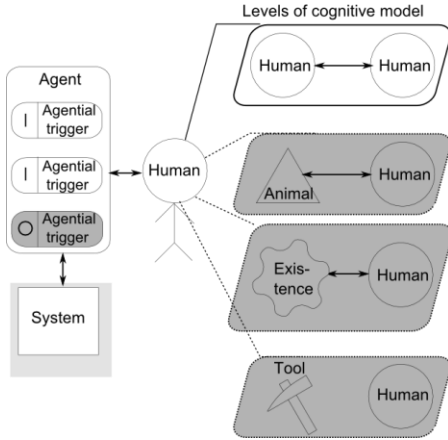 Levels of cognitive model
Human
Human
Agent
I
Agential
trigger
I
Agential
trigger
O
Agential
trigger
Human
Animal
Human
Exis-
tence
Human
System
Tool
Human